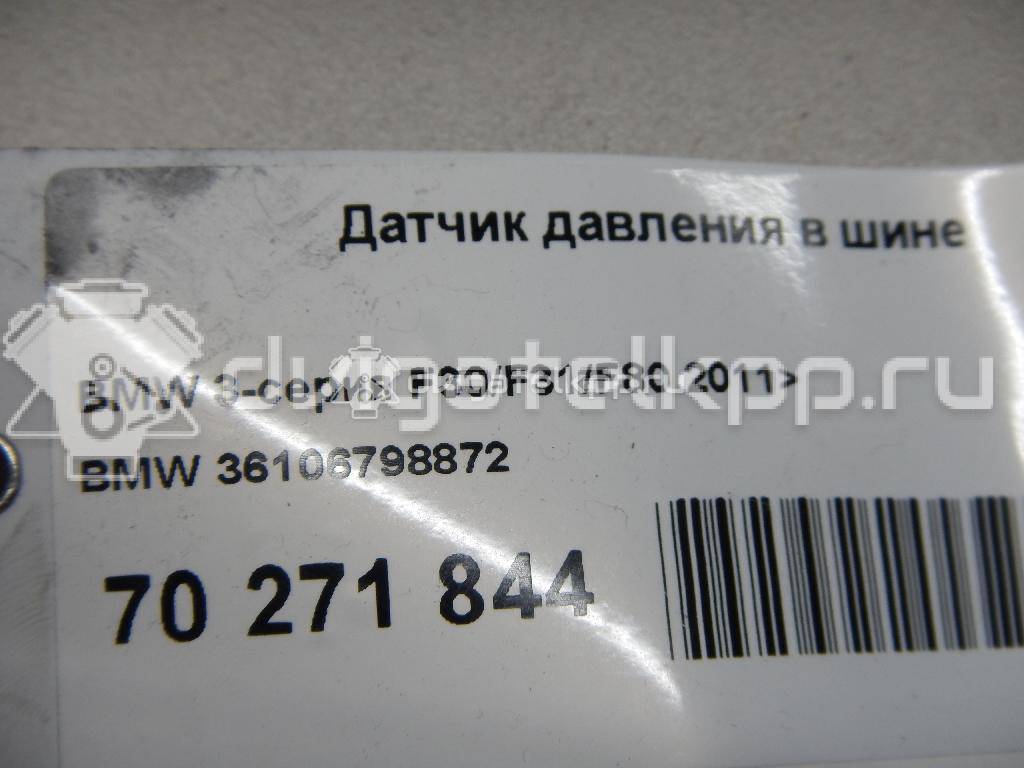 Датчик давления в шине
BMW 3-серия F30/F31/F80 2011>
dvigatelkpp.ru
BMW 36106798872
70 271 844